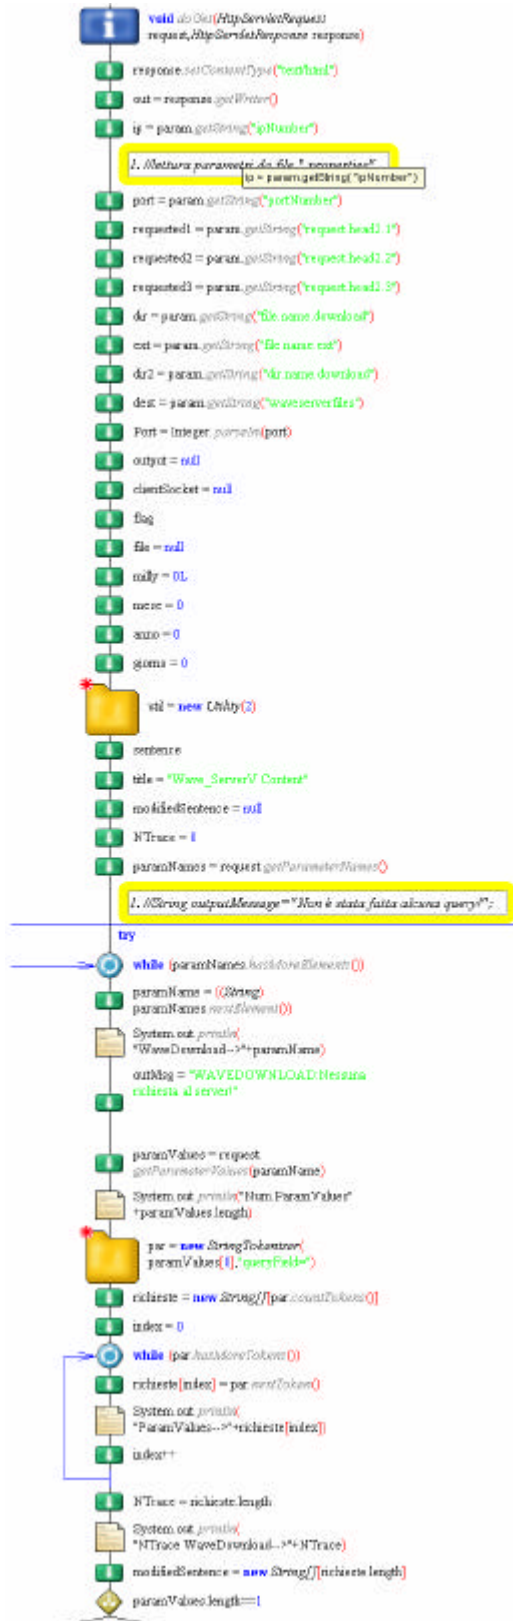 void doGet(HttpServletRequest
request,HttpServletResponse response)
response.setContentType("text/html")
out = response.getWriter()
ip = param.getString("ipNumber")
1. //lettura parametri da file ".properties"
ip = param.getString( "ipNumber" )
port = param.getString("portNumber")
requested1 = param.getString("request.head2.1")
requested2 = param.getString("request.head2.2")
requested3 = param.getString("request.head2.3")
dir = param.getString("file.name.download")
ext = param.getString("file.name.ext")
dir2 = param.getString("dir.name.download")
dest = param.getString("waveserverfiles")
Port = Integer.parseInt(port)
output = null
clientSocket = null
flag
file = null
milly = 0L
mese = 0
anno = 0
giorno = 0
util = new Utility(2)
sentence
title = "Wave_ServerV Content"
modifiedSentence = null
NTrace = 1
paramNames = request.getParameterNames()
1. //String outputMessage="Non è stata fatta alcuna query!";
try
while (paramNames.hasMoreElements())
paramName = ((String)
paramNames.nextElement())
System.out.println(
"WaveDownload-->"+paramName)
outMsg = "WAVEDOWNLOAD:Nessuna
richiesta al server!"
paramValues = request
getParameterValues(paramName)
System.out.println("Num.ParamValues"
+paramValues.length)
par = new StringTokenizer(
paramValues[ ],"queryField=")
richieste = new String[][par.countTokens()]
index = 0
while (par.hasMoreTokens())
richieste[index] = par.nextToken()
System.out.println(
"ParamValues-->"+richieste[index])
index++
NTrace = richieste.length
System.out.println(
"NTrace WaveDownload-->"+NTrace)
modifiedSentence = new String[][richieste.length]
paramValues.length==1